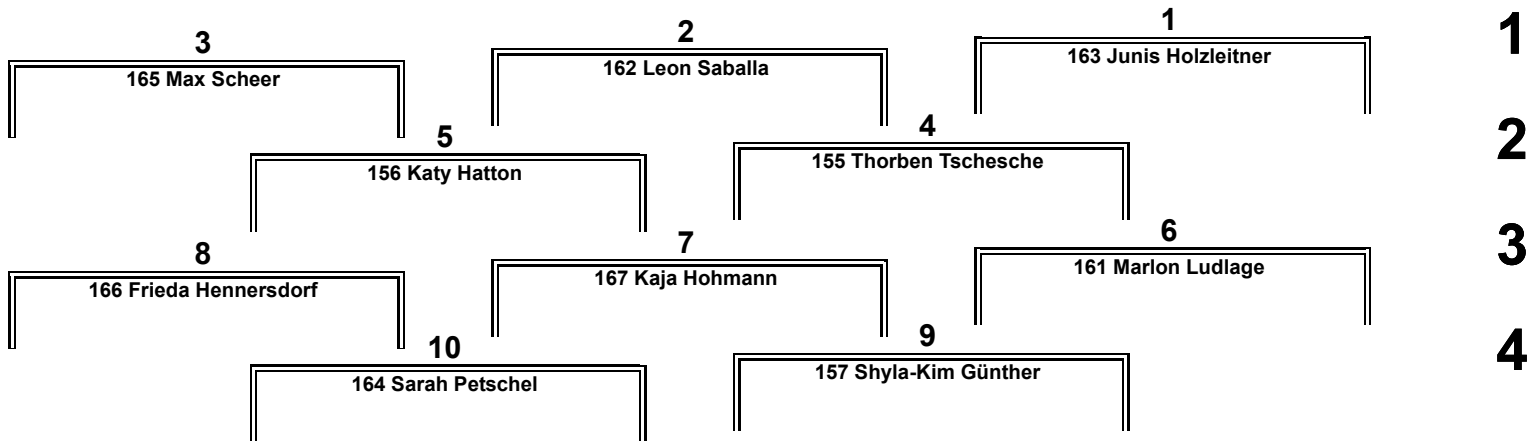 3 2 1 1
165 Max Scheer 162 Leon Saballa 163 Junis Holzleitner
5 4 2
156 Katy Hatton 155 Thorben Tschesche
8 7 6 3
166 Frieda Hennersdorf 167 Kaja Hohmann 161 Marlon Ludlage
10 9 4
164 Sarah Petschel 157 Shyla-Kim Günther